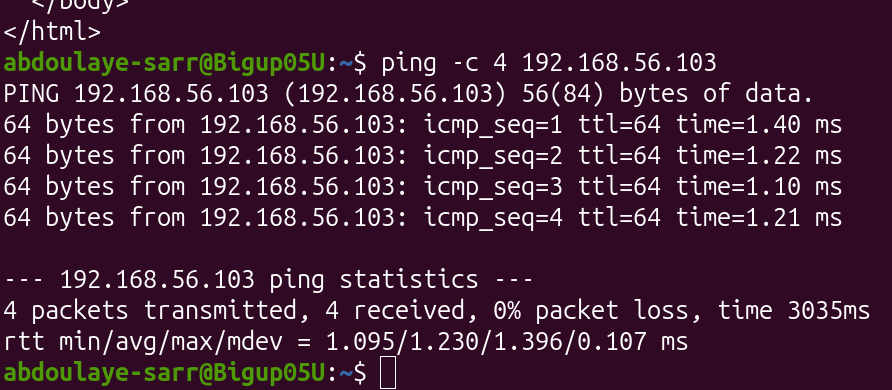 </body>
</html>
abdoulaye-sarr@Bigup05U:~$ ping -c 4 192.168.56.103
PING 192.168.56.103 (192.168.56.103) 56(84) bytes of data.
64 bytes from 192.168.56.103: icmp_seq=1 ttl=64 time=1.40 ms
64 bytes from 192.168.56.103: icmp_seq=2 ttl=64 time=1.22 ms
64 bytes from 192.168.56.103: icmp_seq=3 ttl=64 time=1.10 ms
64 bytes from 192.168.56.103: icmp_seq=4 ttl=64 time=1.21 ms

--- 192.168.56.103 ping statistics ---
4 packets transmitted, 4 received, 0% packet loss, time 3035ms
rtt min/avg/max/mdev = 1.095/1.230/1.396/0.107 ms
abdoulaye-sarr@Bigup05U:~$